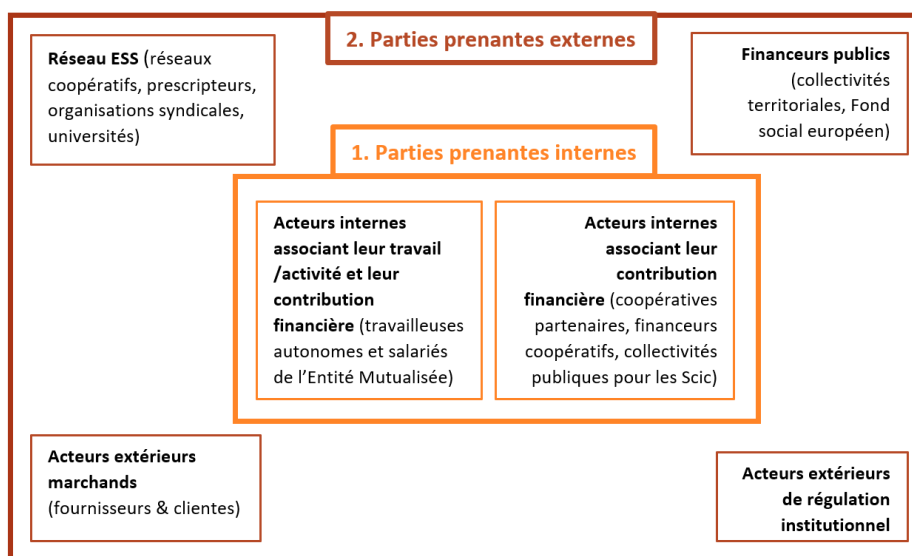 2. Parties prenantes externes
Réseau ESS (réseaux
coopératifs, prescripteurs,
organisations syndicales,
universités)
Financeurs publics
(collectivités
territoriales, Fond
social européen)
1. Parties prenantes internes
Acteurs internes
associant leur travail
/activité et leur
contribution
financière (travailleuses
autonomes et salariés
de l’Entité Mutualisée)
Acteurs internes
associant leur
contribution
financière (coopératives
partenaires, financeurs
coopératifs, collectivités
publiques pour les Scic)
Acteurs extérieurs
marchands
(fournisseurs & clientes)
Acteurs extérieurs
de régulation
institutionnel